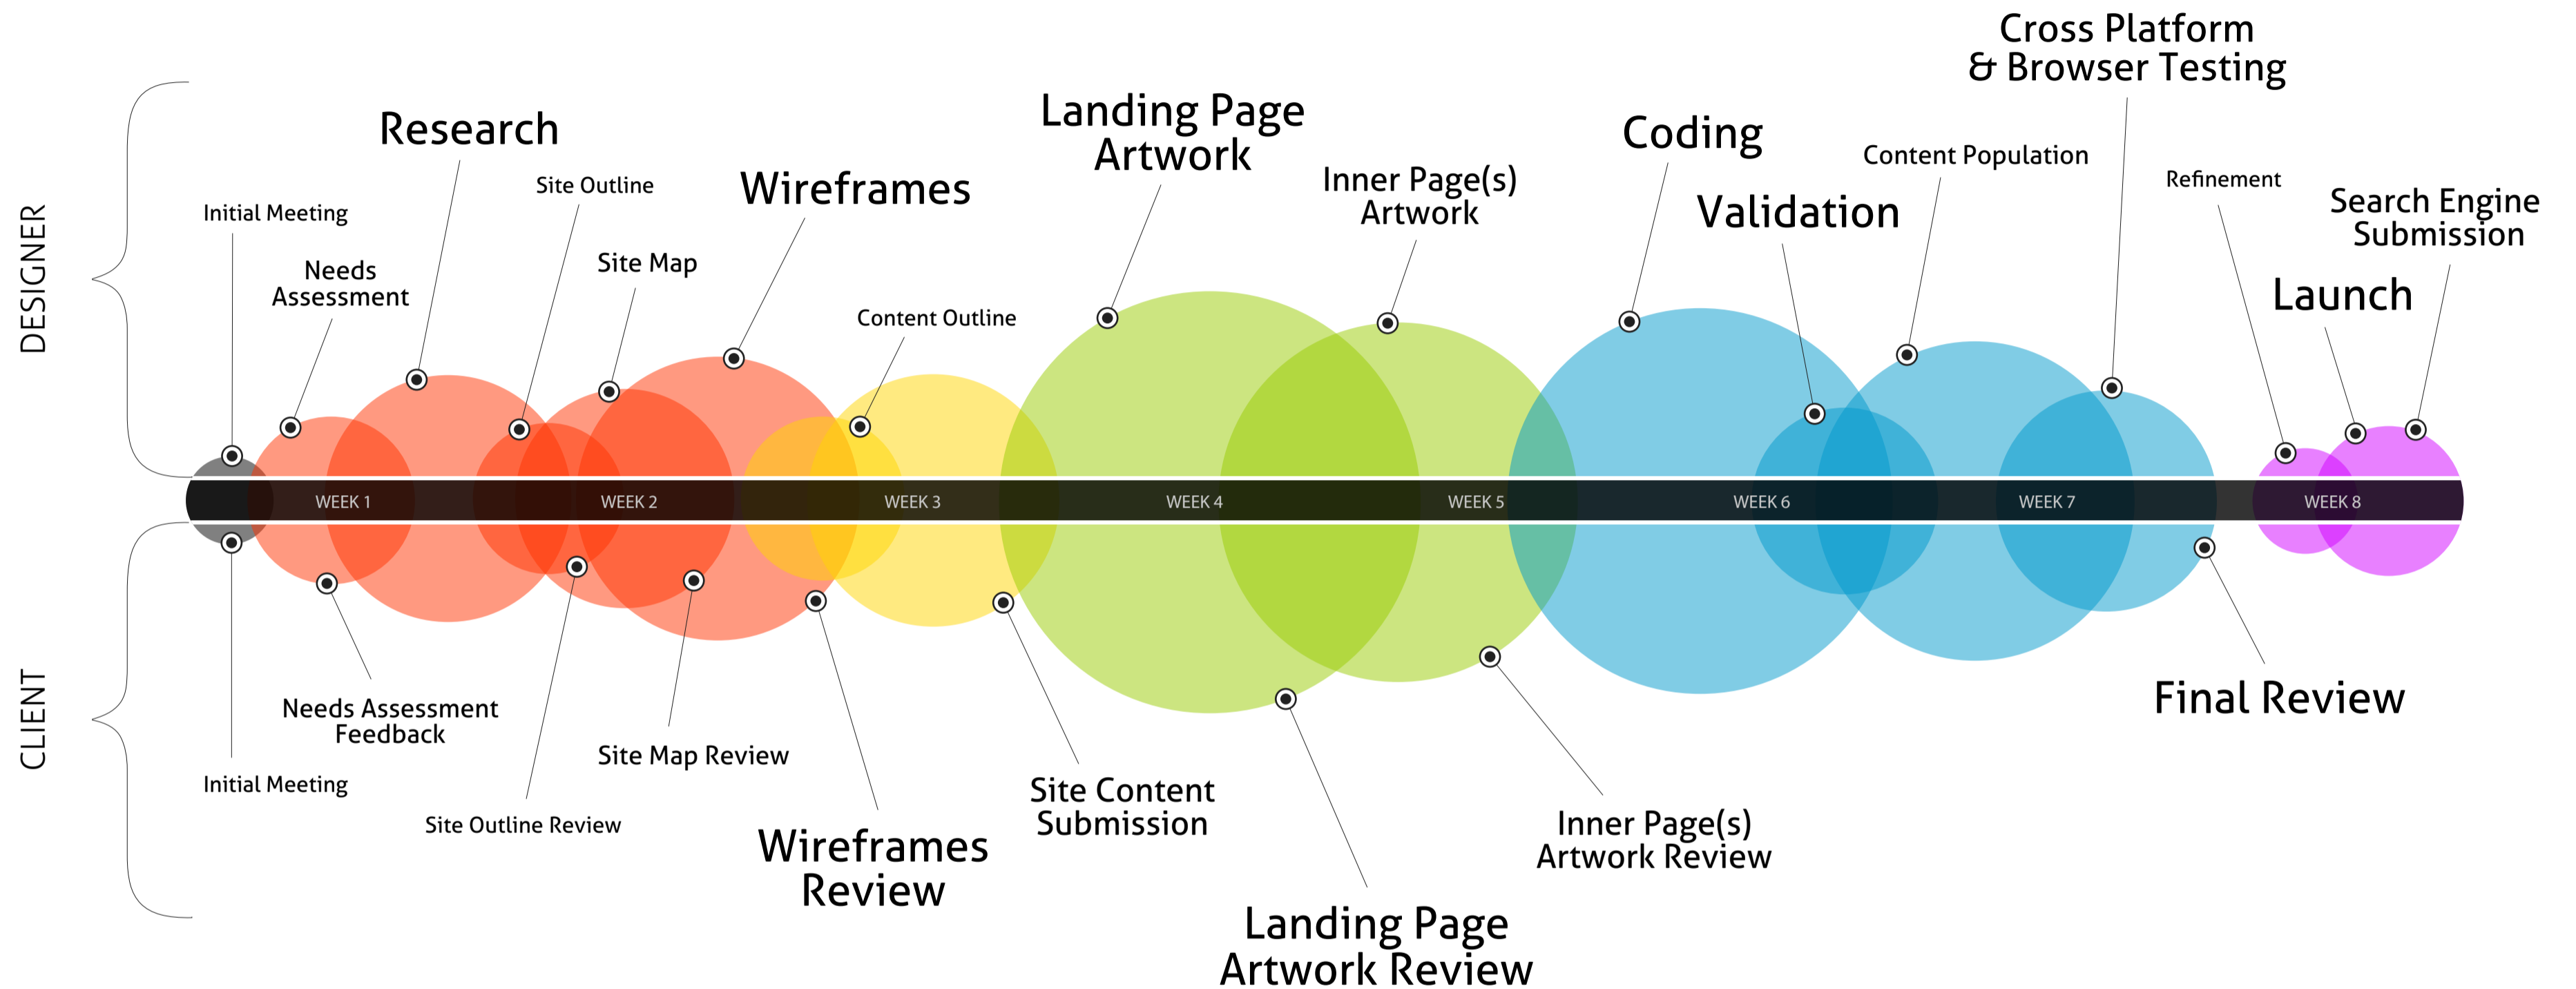 DESIGNER
Initial Meeting
Needs
Assessment
Research
Site Outline
Site Map
Wireframes
Content Outline
Landing Page
Artwork
Inner Page(s)
Artwork
Coding
Validation
Content Population
Cross Platform
& Browser Testing
Refinement
Launch
Search Engine
Submission
WEEK 1
WEEK 2
WEEK 3
WEEK 4
WEEK 5
WEEK 6
WEEK 7
WEEK 8
CLIENT
Initial Meeting
Needs Assessment
Feedback
Site Outline Review
Site Map Review
Wireframes
Review
Site Content
Submission
Landing Page
Artwork Review
Inner Page(s)
Artwork Review
Final Review